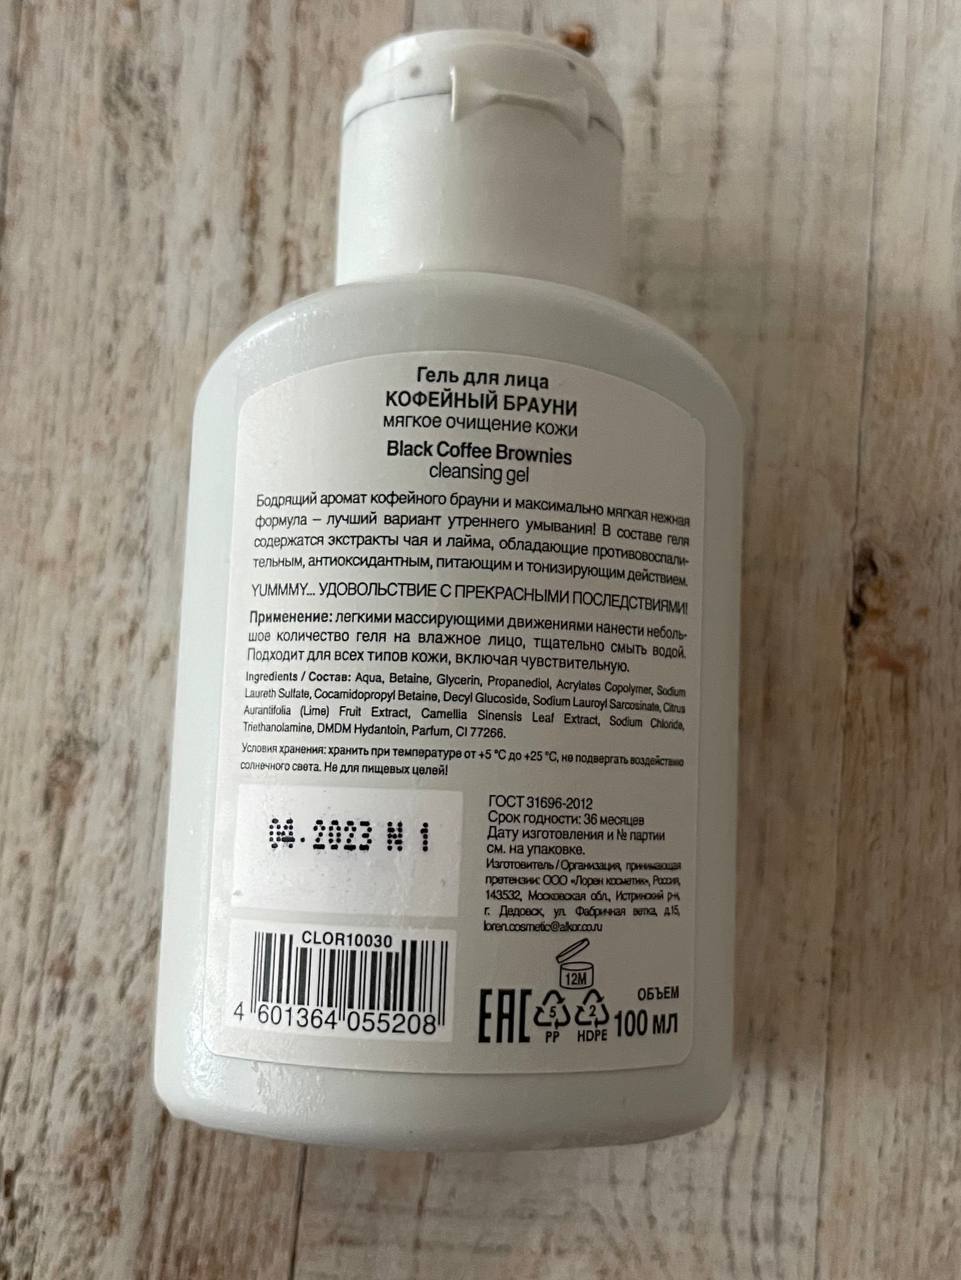 Гель для лица
КОФЕЙНЫЙ БРАУНИ
мягкое очищение кожи
Black Coffee Brownies
cleansing gel
Бодрящий аромат кофейного брауни и максимально мягкая нежная
формула – лучший вариант утреннего умывания! В составе геля
содержатся экстракты чая и лайма, обладающие противовоспали-
тельным, антиоксидантным, питающим и тонизирующим действием.
YUMMMY... УДОВОЛЬСТВИЕ С ПРЕКРАСНЫМИ ПОСЛЕДСТВИЯМИ!
Применение: легкими массирующими движениями нанести неболь-
шое количество геля на влажное лицо, тщательно смыть водой.
Подходит для всех типов кожи, включая чувствительную.
Ingredients / Состав: Aqua, Betaine, Glycerin, Propanediol, Acrylates Copolymer, Sodium
Laureth Sulfate, Cocamidopropyl Betaine, Decyl Glucoside, Sodium Lauroyl Sarcosinate, Citrus
Aurantifolia (Lime) Fruit Extract, Camellia Sinensis Leaf Extract, Sodium Chloride,
Triethanolamine, DMDM Hydantoin, Parfum, CI 77266.
Условия хранения: хранить при температуре от +5 °C до +25 °C, не подвергать воздействию
солнечного света. Не для пищевых целей!
04.2023 N 1
ГОСТ 31696-2012
Срок годности: 36 месяцев
Дату изготовления и № партии
см. на упаковке.
Изготовитель / Организация, принимающая
претензии: ООО «Лорен косметик», Россия,
143532, Московская обл., Истринский р-н,
г. Дедовск, ул. Фабричная ветка, д.15,
loren.cosmetic@alkor.co.ru
CLOR10030
4 601364 055208
12M
EAC
5
PP
2
HDPE
ОБЪЕМ
100 мл